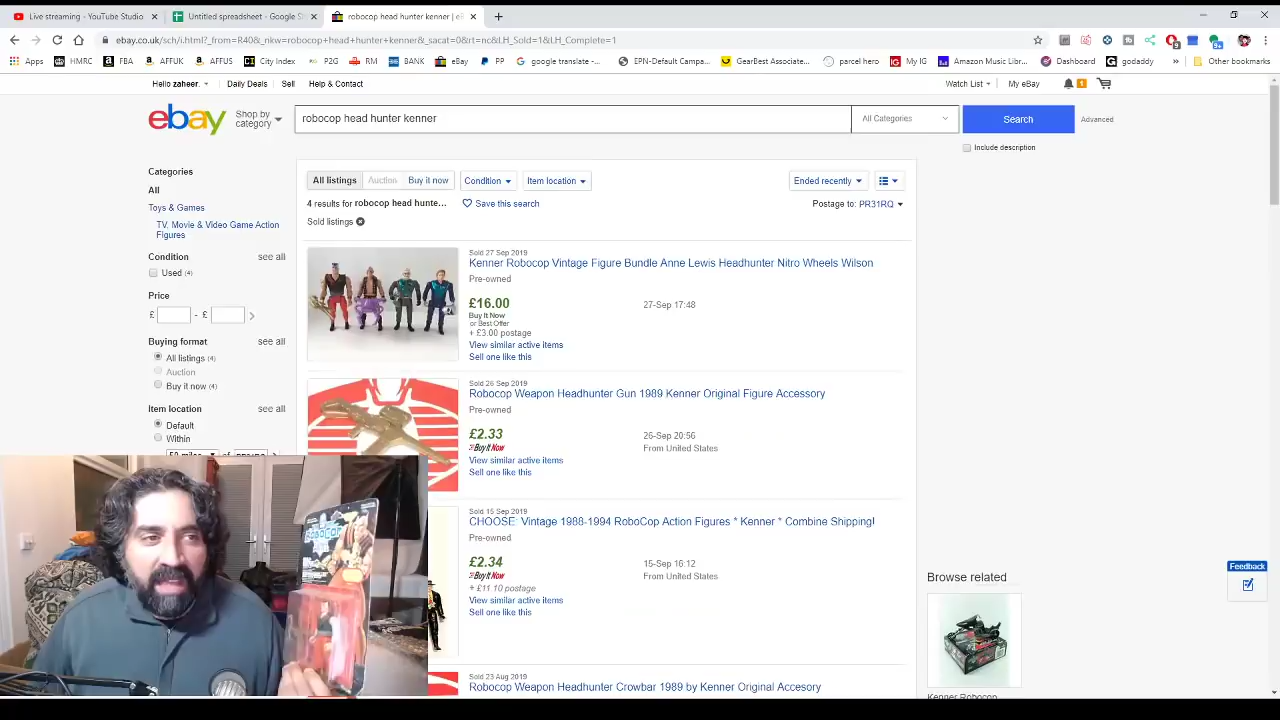 Live streaming - YouTube Studio
Untitled spreadsheet - Google Sh
robocop head hunter kenner | eB
ebay.co.uk/sch/i.html?_from=R40&_nkw=robocop+head+hunter+kenner&_sacat=0&rt=nc&LH_Sold=1&LH_Complete=1
Apps HMRC FBA AFFUK AFFUS City Index P2G RM BANK eBay PP google translate -... EPN-Default Campa... GearBest Associate... parcel hero My IG Amazon Music Libr... Dashboard godaddy » Other bookmarks
Hello zaheer. Daily Deals Sell Help & Contact Watch List My eBay 1
ebay Shop by category robocop head hunter kenner All Categories Search Advanced
Include description
Categories
All
Toys & Games
TV, Movie & Video Game Action
Figures
Condition see all
Used (4)
Price
£ - £
Buying format see all
All listings (4)
Auction
Buy it now (4)
Item location see all
Default
Within
All listings Auction Buy it now Condition Item location Ended recently
4 results for robocop head hunte... Save this search Postage to: PR31RQ
Sold listings
Sold 27 Sep 2019
Kenner Robocop Vintage Figure Bundle Anne Lewis Headhunter Nitro Wheels Wilson
Pre-owned
£16.00 27-Sep 17:48
Buy It Now
or Best Offer
+ £3.00 postage
View similar active items
Sell one like this
Sold 26 Sep 2019
Robocop Weapon Headhunter Gun 1989 Kenner Original Figure Accessory
Pre-owned
£2.33 26-Sep 20:56
Buy It Now From United States
View similar active items
Sell one like this
Sold 15 Sep 2019
CHOOSE: Vintage 1988-1994 RoboCop Action Figures * Kenner * Combine Shipping!
Pre-owned
£2.34 15-Sep 16:12
Buy It Now From United States
+ £11.10 postage
View similar active items
Sell one like this
Sold 23 Aug 2019
Robocop Weapon Headhunter Crowbar 1989 by Kenner Original Accesory
Feedback
Browse related
Kenner Robocop
ROBOCOP